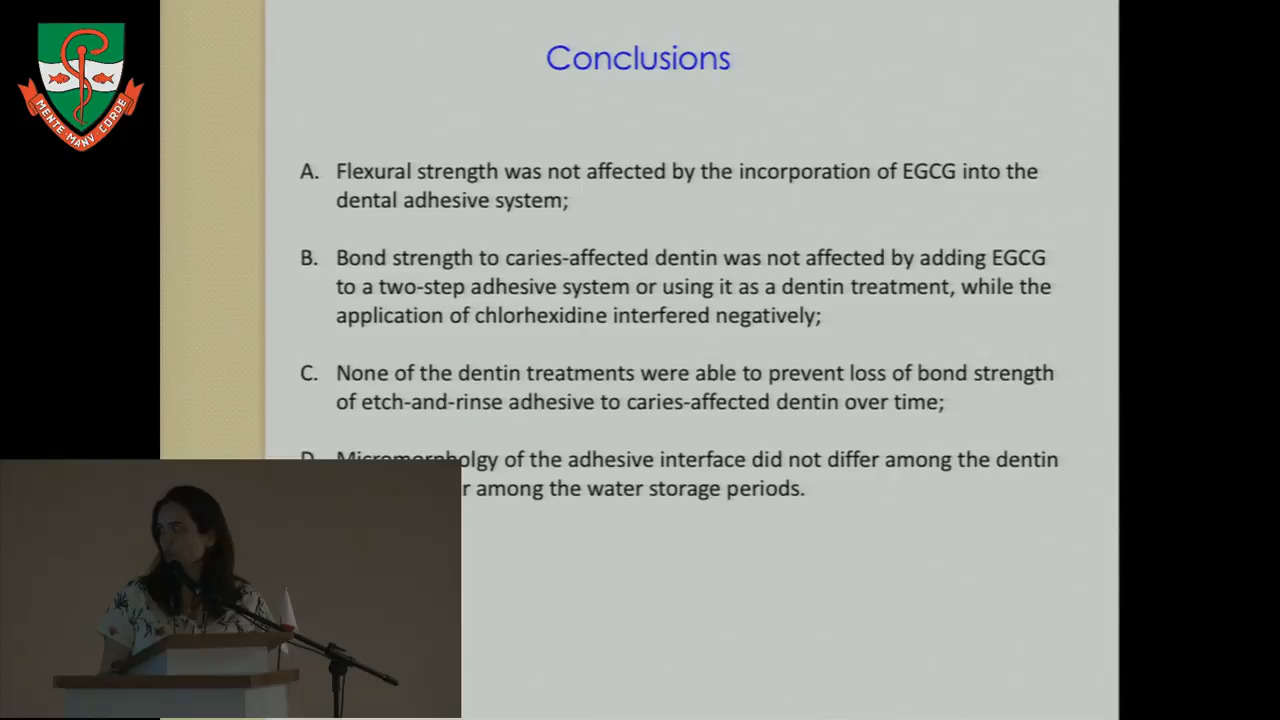 MENTE MANV CORDE
Conclusions
A. Flexural strength was not affected by the incorporation of EGCG into the
dental adhesive system;
B. Bond strength to caries-affected dentin was not affected by adding EGCG
to a two-step adhesive system or using it as a dentin treatment, while the
application of chlorhexidine interfered negatively;
C. None of the dentin treatments were able to prevent loss of bond strength
of etch-and-rinse adhesive to caries-affected dentin over time;
D. Micromorpholgy of the adhesive interface did not differ among the dentin
among the water storage periods.